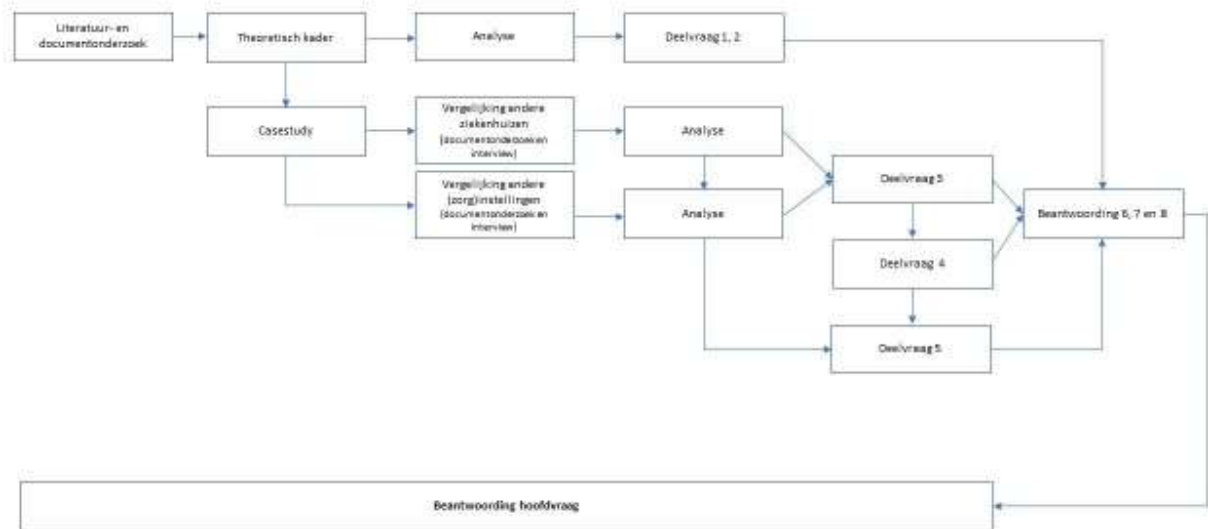 Literatuur- en
documentonderzoek
Theoretisch kader
Analyse
Deelvraag 1, 2
Casestudy
Vergelijking andere
ziekenhuizen
(documentonderzoek en
interview)
Analyse
Vergelijking andere
(zorg)instellingen
(documentonderzoek en
interview)
Analyse
Deelvraag 3
Deelvraag 4
Deelvraag 5
Beantwoording 6, 7 en 8
Beantwoording hoofdvraag